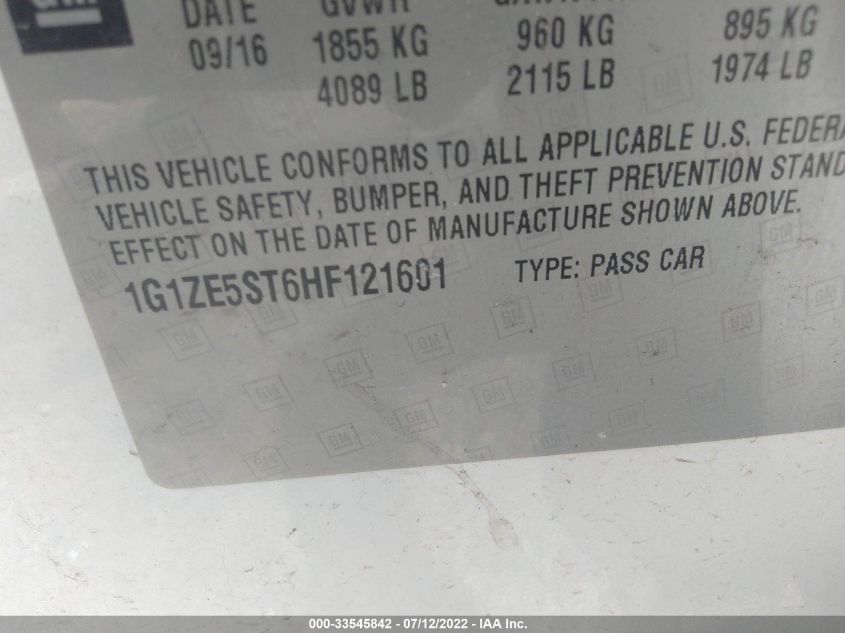 GM
DATE GVWR
09/16 1855 KG 960 KG 895 KG
4089 LB 2115 LB 1974 LB
THIS VEHICLE CONFORMS TO ALL APPLICABLE U.S. FEDERA
VEHICLE SAFETY, BUMPER, AND THEFT PREVENTION STAND
EFFECT ON THE DATE OF MANUFACTURE SHOWN ABOVE.
1G1ZE5ST6HF121601 TYPE: PASS CAR
000-33545842 - 07/12/2022 - IAA Inc.